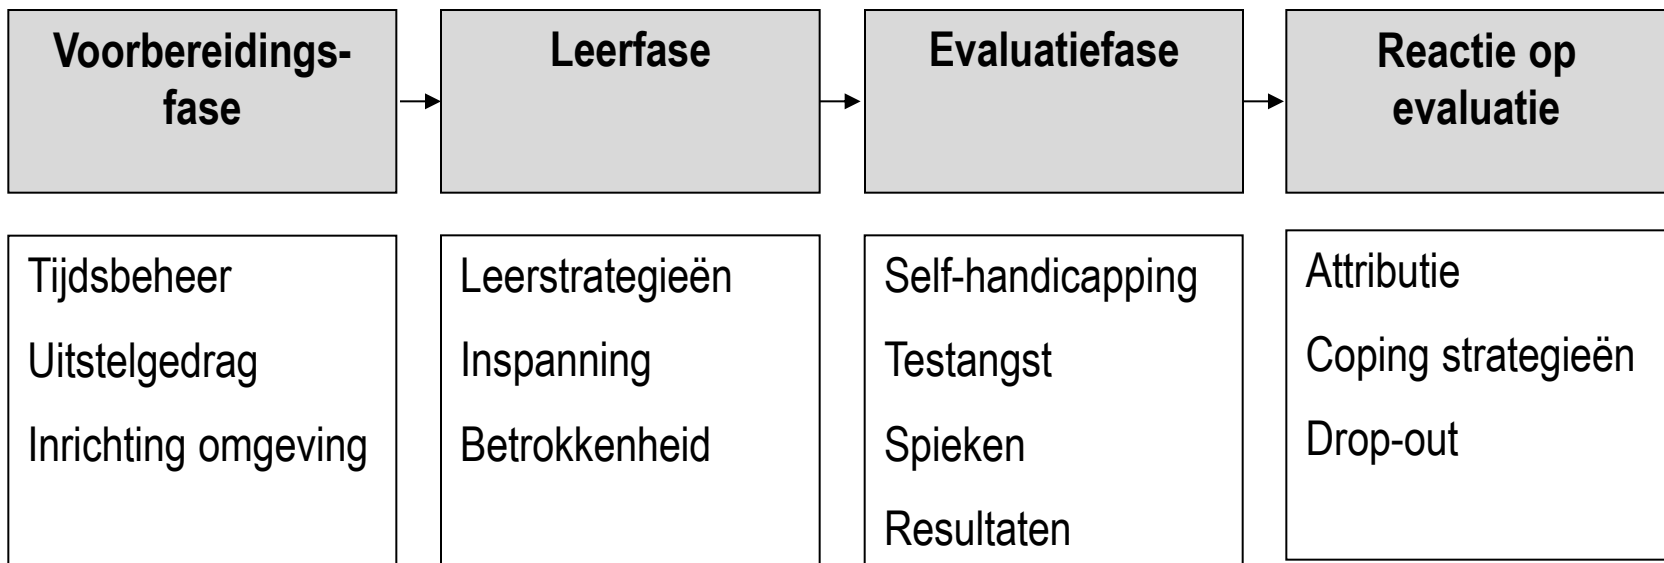 Voorbereidings-
fase
Leerfase
Evaluatiefase
Reactie op
evaluatie
Tijdsbeheer
Uitstelgedrag
Inrichting omgeving
Leerstrategieën
Inspanning
Betrokkenheid
Self-handicapping
Testangst
Spieken
Resultaten
Attributie
Coping strategieën
Drop-out